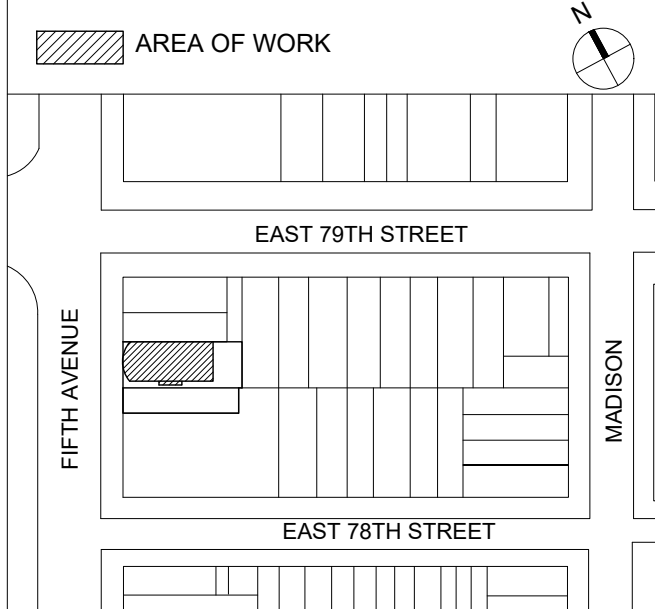 N
AREA OF WORK
EAST 79TH STREET
FIFTH AVENUE
MADISON
EAST 78TH STREET